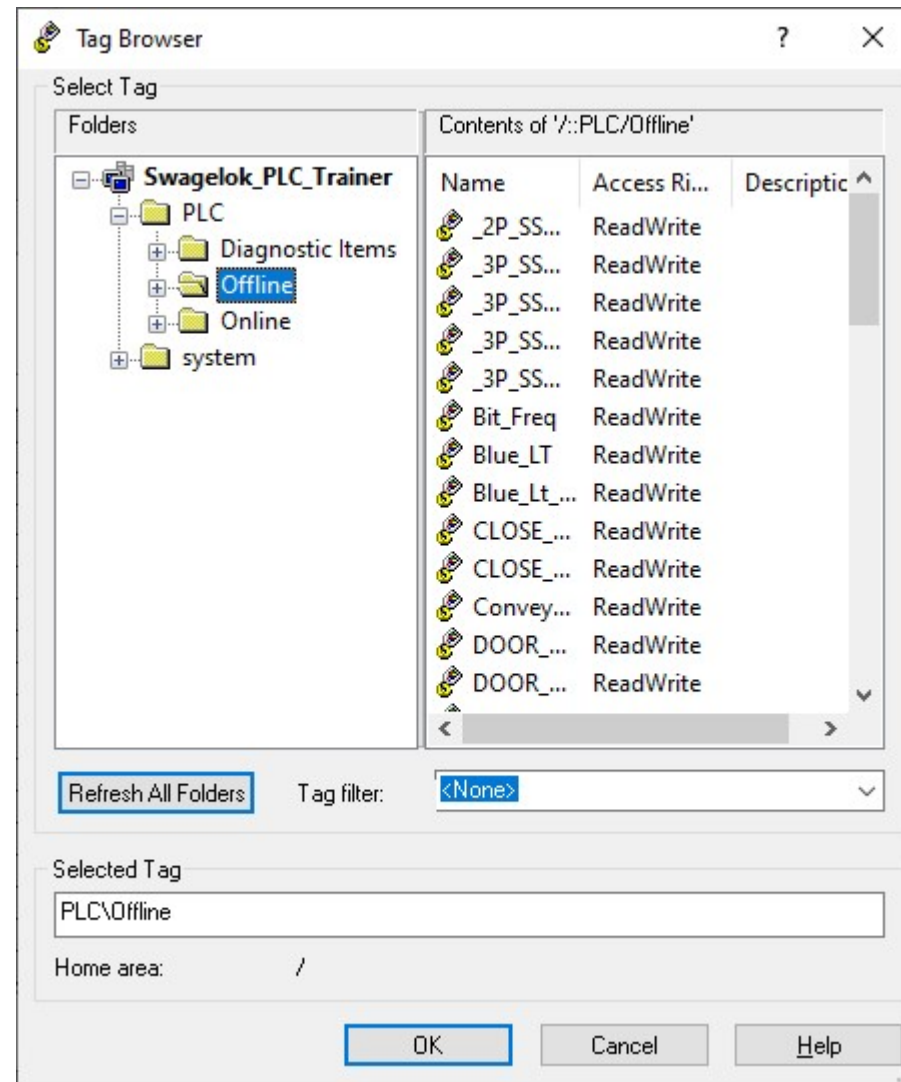 Tag Browser
Select Tag
Folders
Swagelok_PLC_Trainer
PLC
Diagnostic Items
Offline
Online
system
Contents of '/::PLC/Offline'
Name Access Ri... Descriptic
_2P_SS... ReadWrite
_3P_SS... ReadWrite
_3P_SS... ReadWrite
_3P_SS... ReadWrite
_3P_SS... ReadWrite
Bit_Freq ReadWrite
Blue_LT ReadWrite
Blue_Lt_... ReadWrite
CLOSE_... ReadWrite
CLOSE_... ReadWrite
Convey... ReadWrite
DOOR_... ReadWrite
DOOR_... ReadWrite
Refresh All Folders Tag filter: <None>
Selected Tag
PLC\Offline
Home area: /
OK Cancel Help